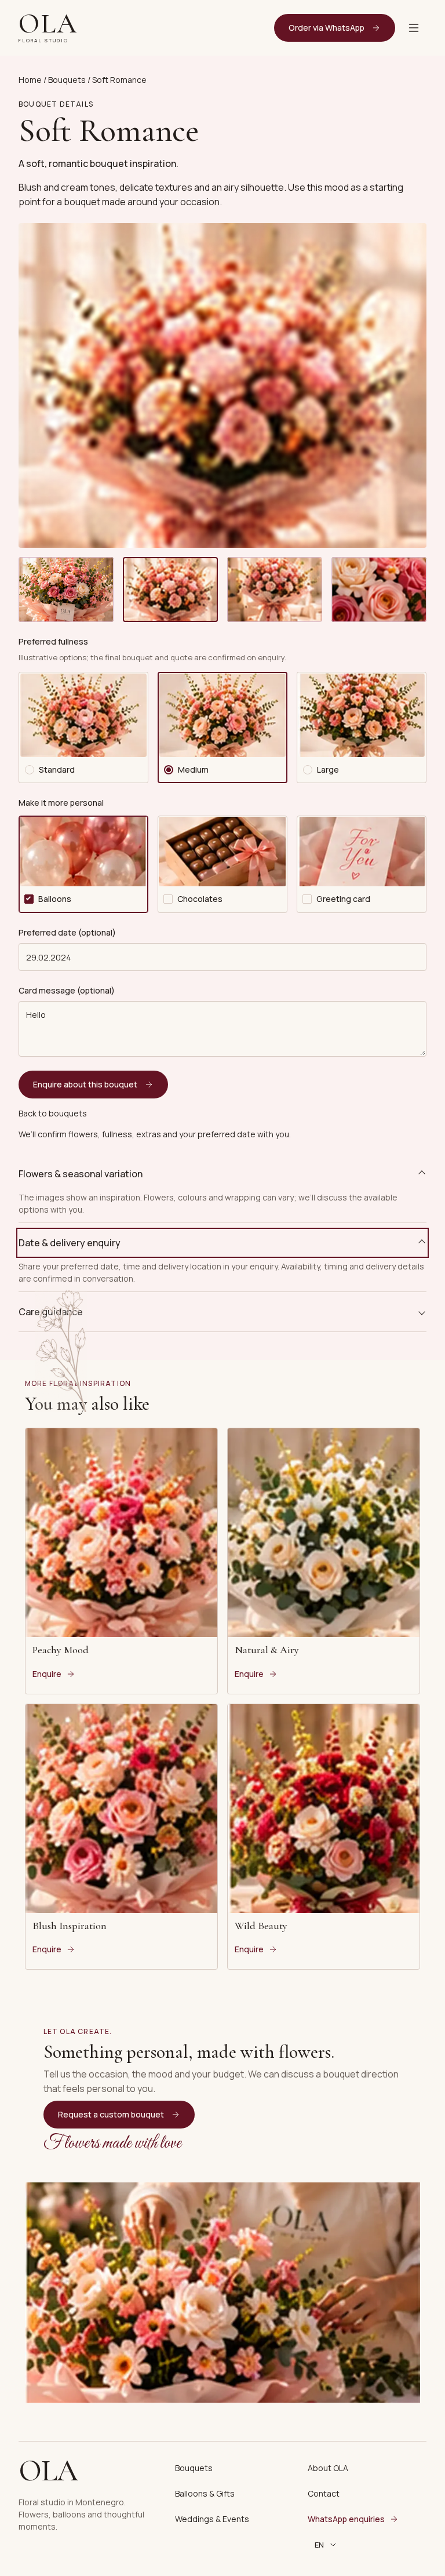 OLA
FLORAL STUDIO
Order via WhatsApp
Home / Bouquets / Soft Romance
BOUQUET DETAILS
Soft Romance
A soft, romantic bouquet inspiration.
Blush and cream tones, delicate textures and an airy silhouette. Use this mood as a starting
point for a bouquet made around your occasion.
OLA
Preferred fullness
Illustrative options; the final bouquet and quote are confirmed on enquiry.
Standard
Medium
Large
Make it more personal
For
You
Balloons
Chocolates
Greeting card
Preferred date (optional)
29.02.2024
Card message (optional)
Hello
Enquire about this bouquet
Back to bouquets
We'll confirm flowers, fullness, extras and your preferred date with you.
Flowers & seasonal variation
The images show an inspiration. Flowers, colours and wrapping can vary; we'll discuss the available
options with you.
Date & delivery enquiry
Share your preferred date, time and delivery location in your enquiry. Availability, timing and delivery details
are confirmed in conversation.
Care guidance
MORE FLORAL INSPIRATION
You may also like
Peachy Mood
Enquire
Natural & Airy
Enquire
Blush Inspiration
Enquire
Wild Beauty
Enquire
LET OLA CREATE.
Something personal, made with flowers.
Tell us the occasion, the mood and your budget. We can discuss a bouquet direction
that feels personal to you.
Request a custom bouquet
Flowers made with love
OLA
OLA
Floral studio in Montenegro.
Flowers, balloons and thoughtful
moments.
Bouquets
Balloons & Gifts
Weddings & Events
About OLA
Contact
WhatsApp enquiries
EN